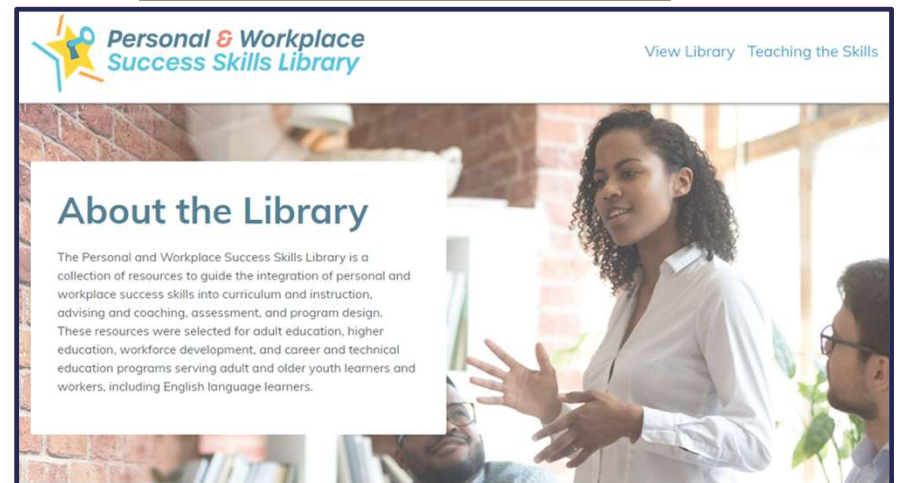 Personal & Workplace
Success Skills Library
View Library Teaching the Skills
About the Library
The Personal and Workplace Success Skills Library is a
collection of resources to guide the integration of personal and
workplace success skills into curriculum and instruction,
advising and coaching, assessment, and program design.
These resources were selected for adult education, higher
education, workforce development, and career and technical
education programs serving adult and older youth learners and
workers, including English language learners.